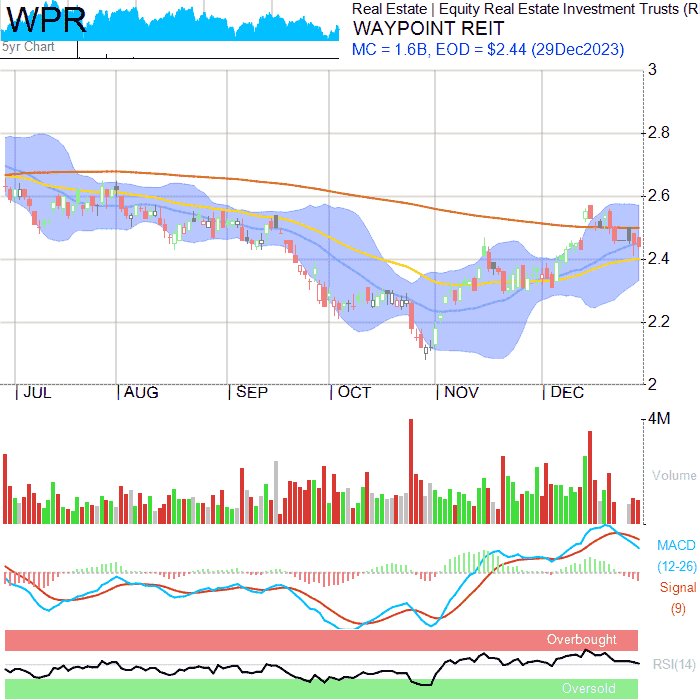 WPR
5yr Chart
Real Estate | Equity Real Estate Investment Trusts (R
WAYPOINT REIT
MC = 1.6B, EOD = $2.44 (29Dec2023)
3
2.8
2.6
2.4
2.2
2
JUL AUG SEP OCT NOV DEC
4M
Volume
MACD
(12-26)
Signal
(9)
Overbought
RSI(14)
Oversold